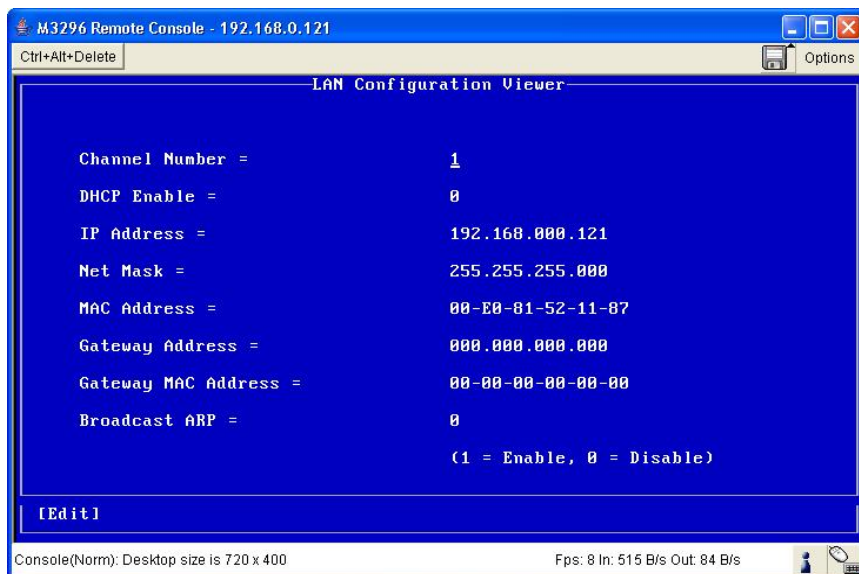 M3296 Remote Console - 192.168.0.121
Ctrl+Alt+Delete Options
LAN Configuration Viewer
Channel Number = 1
DHCP Enable = 0
IP Address = 192.168.000.121
Net Mask = 255.255.255.000
MAC Address = 00-E0-81-52-11-87
Gateway Address = 000.000.000.000
Gateway MAC Address = 00-00-00-00-00-00
Broadcast ARP = 0
(1 = Enable, 0 = Disable)
[Edit]
Console(Norm): Desktop size is 720 x 400 Fps: 8 In: 515 B/s Out: 84 B/s